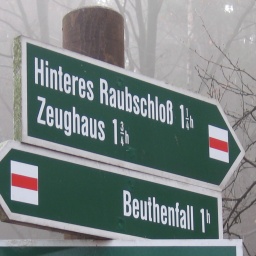 Hinteres Raubschloß 1¼h
Zeughaus 1¾h
Beuthenfall 1h